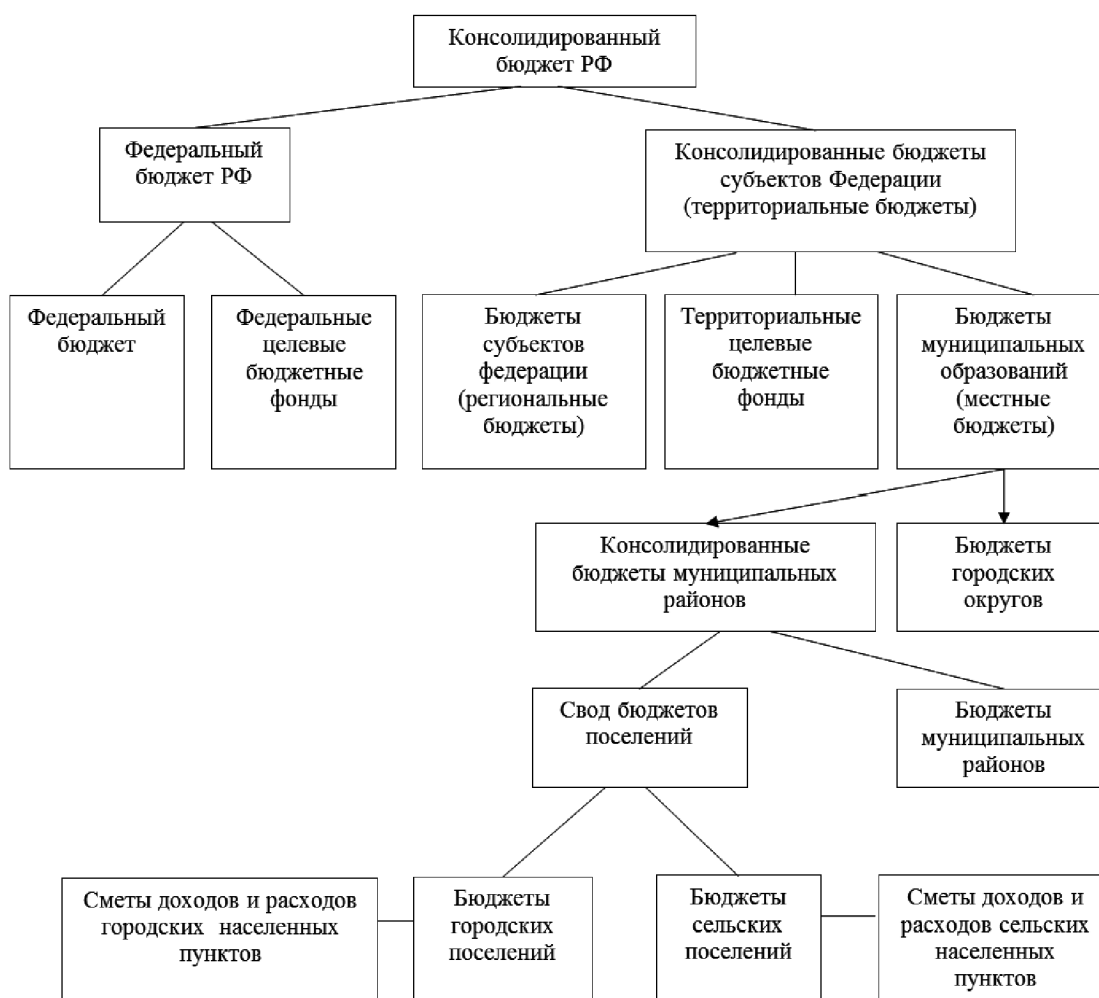 Консолидированный
бюджет РФ
Федеральный
бюджет РФ
Консолидированные бюджеты
субъектов Федерации
(территориальные бюджеты)
Федеральный
бюджет
Федеральные
целевые
бюджетные
фонды
Бюджеты
субъектов
федерации
(региональные
бюджеты)
Территориальные
целевые
бюджетные
фонды
Бюджеты
муниципальных
образований
(местные
бюджеты)
Консолидированные
бюджеты муниципальных
районов
Бюджеты
городских
округов
Свод бюджетов
поселений
Бюджеты
муниципальных
районов
Сметы доходов и расходов
городских населенных
пунктов
Бюджеты
городских
поселений
Бюджеты
сельских
поселений
Сметы доходов и
расходов сельских
населенных
пунктов